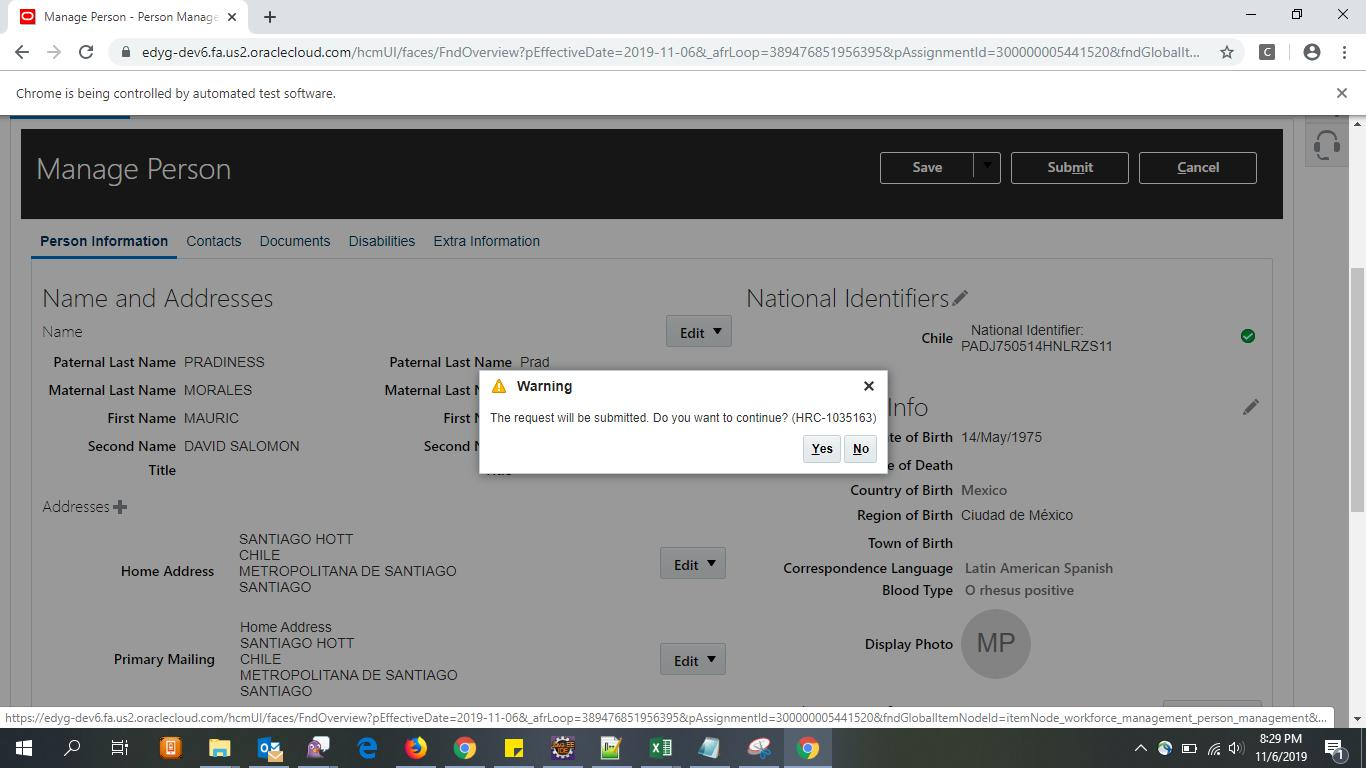 Manage Person - Person Manage
edyg-dev6.fa.us2.oraclecloud.com/hcmUI/faces/FndOverview?pEffectiveDate=2019-11-06&_afrLoop=389476851956395&pAssignmentId=300000005441520&fndGlobalIt...
C
Chrome is being controlled by automated test software.
Manage Person
Save
Submit
Cancel
Person Information Contacts Documents Disabilities Extra Information
Name and Addresses
Name
Edit
Paternal Last Name PRADINESS
Paternal Last Name Prad
Maternal Last Name MORALES
Maternal Last
First Name MAURIC
First
Second Name DAVID SALOMON
Second
Title
Addresses
Home Address
SANTIAGO HOTT
CHILE
METROPOLITANA DE SANTIAGO
SANTIAGO
Edit
Primary Mailing
Home Address
SANTIAGO HOTT
CHILE
METROPOLITANA DE SANTIAGO
SANTIAGO
Edit
National Identifiers
Chile
National Identifier:
PADJ750514HNLRZS11
Info
te of Birth 14/May/1975
e of Death
Country of Birth Mexico
Region of Birth Ciudad de México
Town of Birth
Correspondence Language Latin American Spanish
Blood Type O rhesus positive
Display Photo MP
Warning
The request will be submitted. Do you want to continue? (HRC-1035163)
Yes No
https://edyg-dev6.fa.us2.oraclecloud.com/hcmUI/faces/FndOverview?pEffectiveDate=2019-11-06&_afrLoop=389476851956395&pAssignmentId=300000005441520&fndGlobalItemNodeId=itemNode_workforce_management_person_management&...
8:29 PM
11/6/2019
1